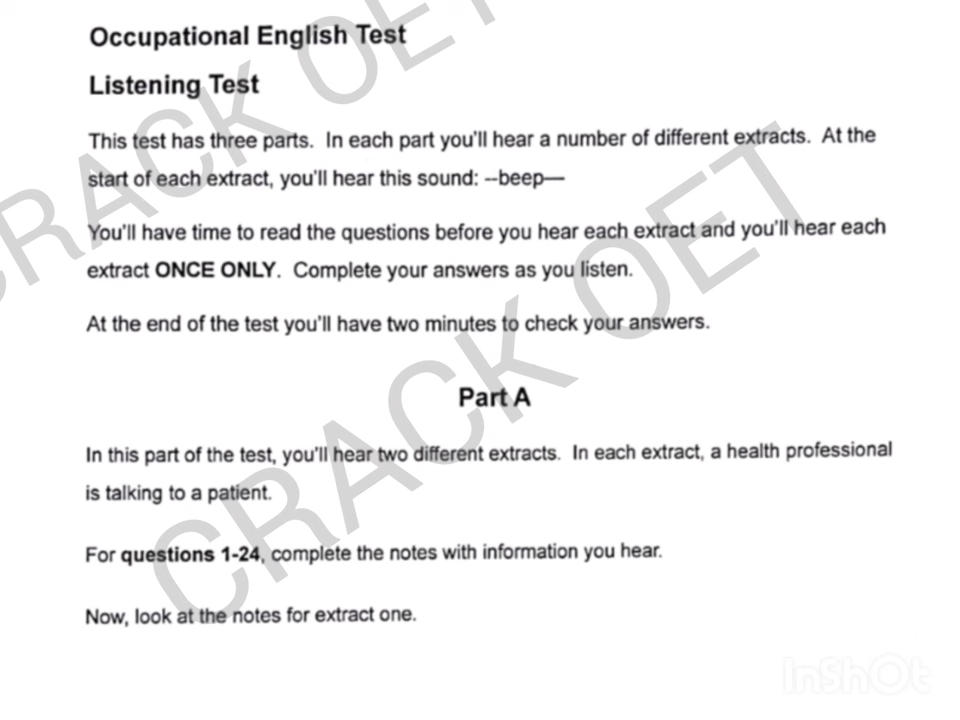 Occupational English Test
Listening Test
This test has three parts.  In each part you'll hear a number of different extracts.  At the
start of each extract, you'll hear this sound: --beep—
You'll have time to read the questions before you hear each extract and you'll hear each
extract ONCE ONLY.  Complete your answers as you listen.
At the end of the test you'll have two minutes to check your answers.
Part A
In this part of the test, you'll hear two different extracts.  In each extract, a health professional
is talking to a patient.
For questions 1-24, complete the notes with information you hear.
Now, look at the notes for extract one.
CRACK OET
CRACK OET
InShOt